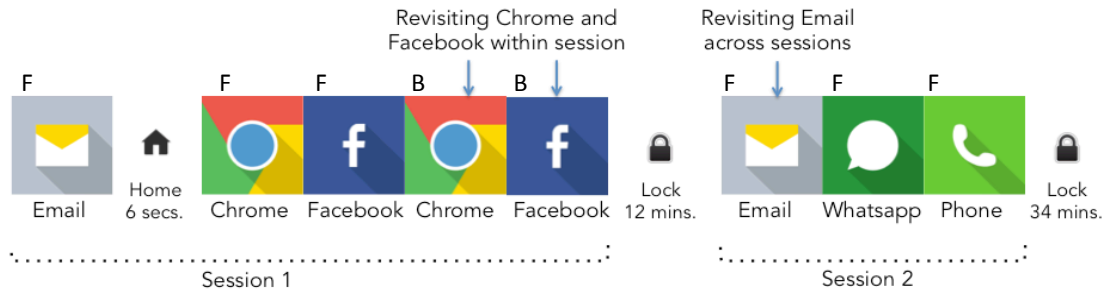 Revisiting Chrome and
Facebook within session
Revisiting Email
across sessions
F F F B B F F F
f f
Home
6 secs.
Lock
12 mins.
Lock
34 mins.
Email Chrome Facebook Chrome Facebook Email Whatsapp Phone
Session 1 Session 2